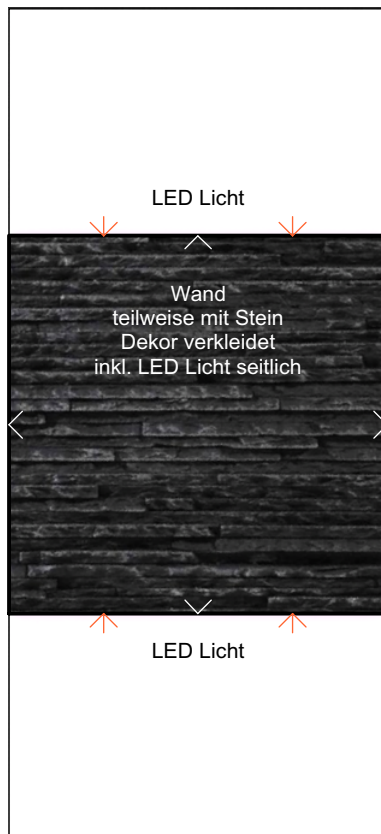 LED Licht
Wand
teilweise mit Stein
Dekor verkleidet
inkl. LED Licht seitlich
LED Licht